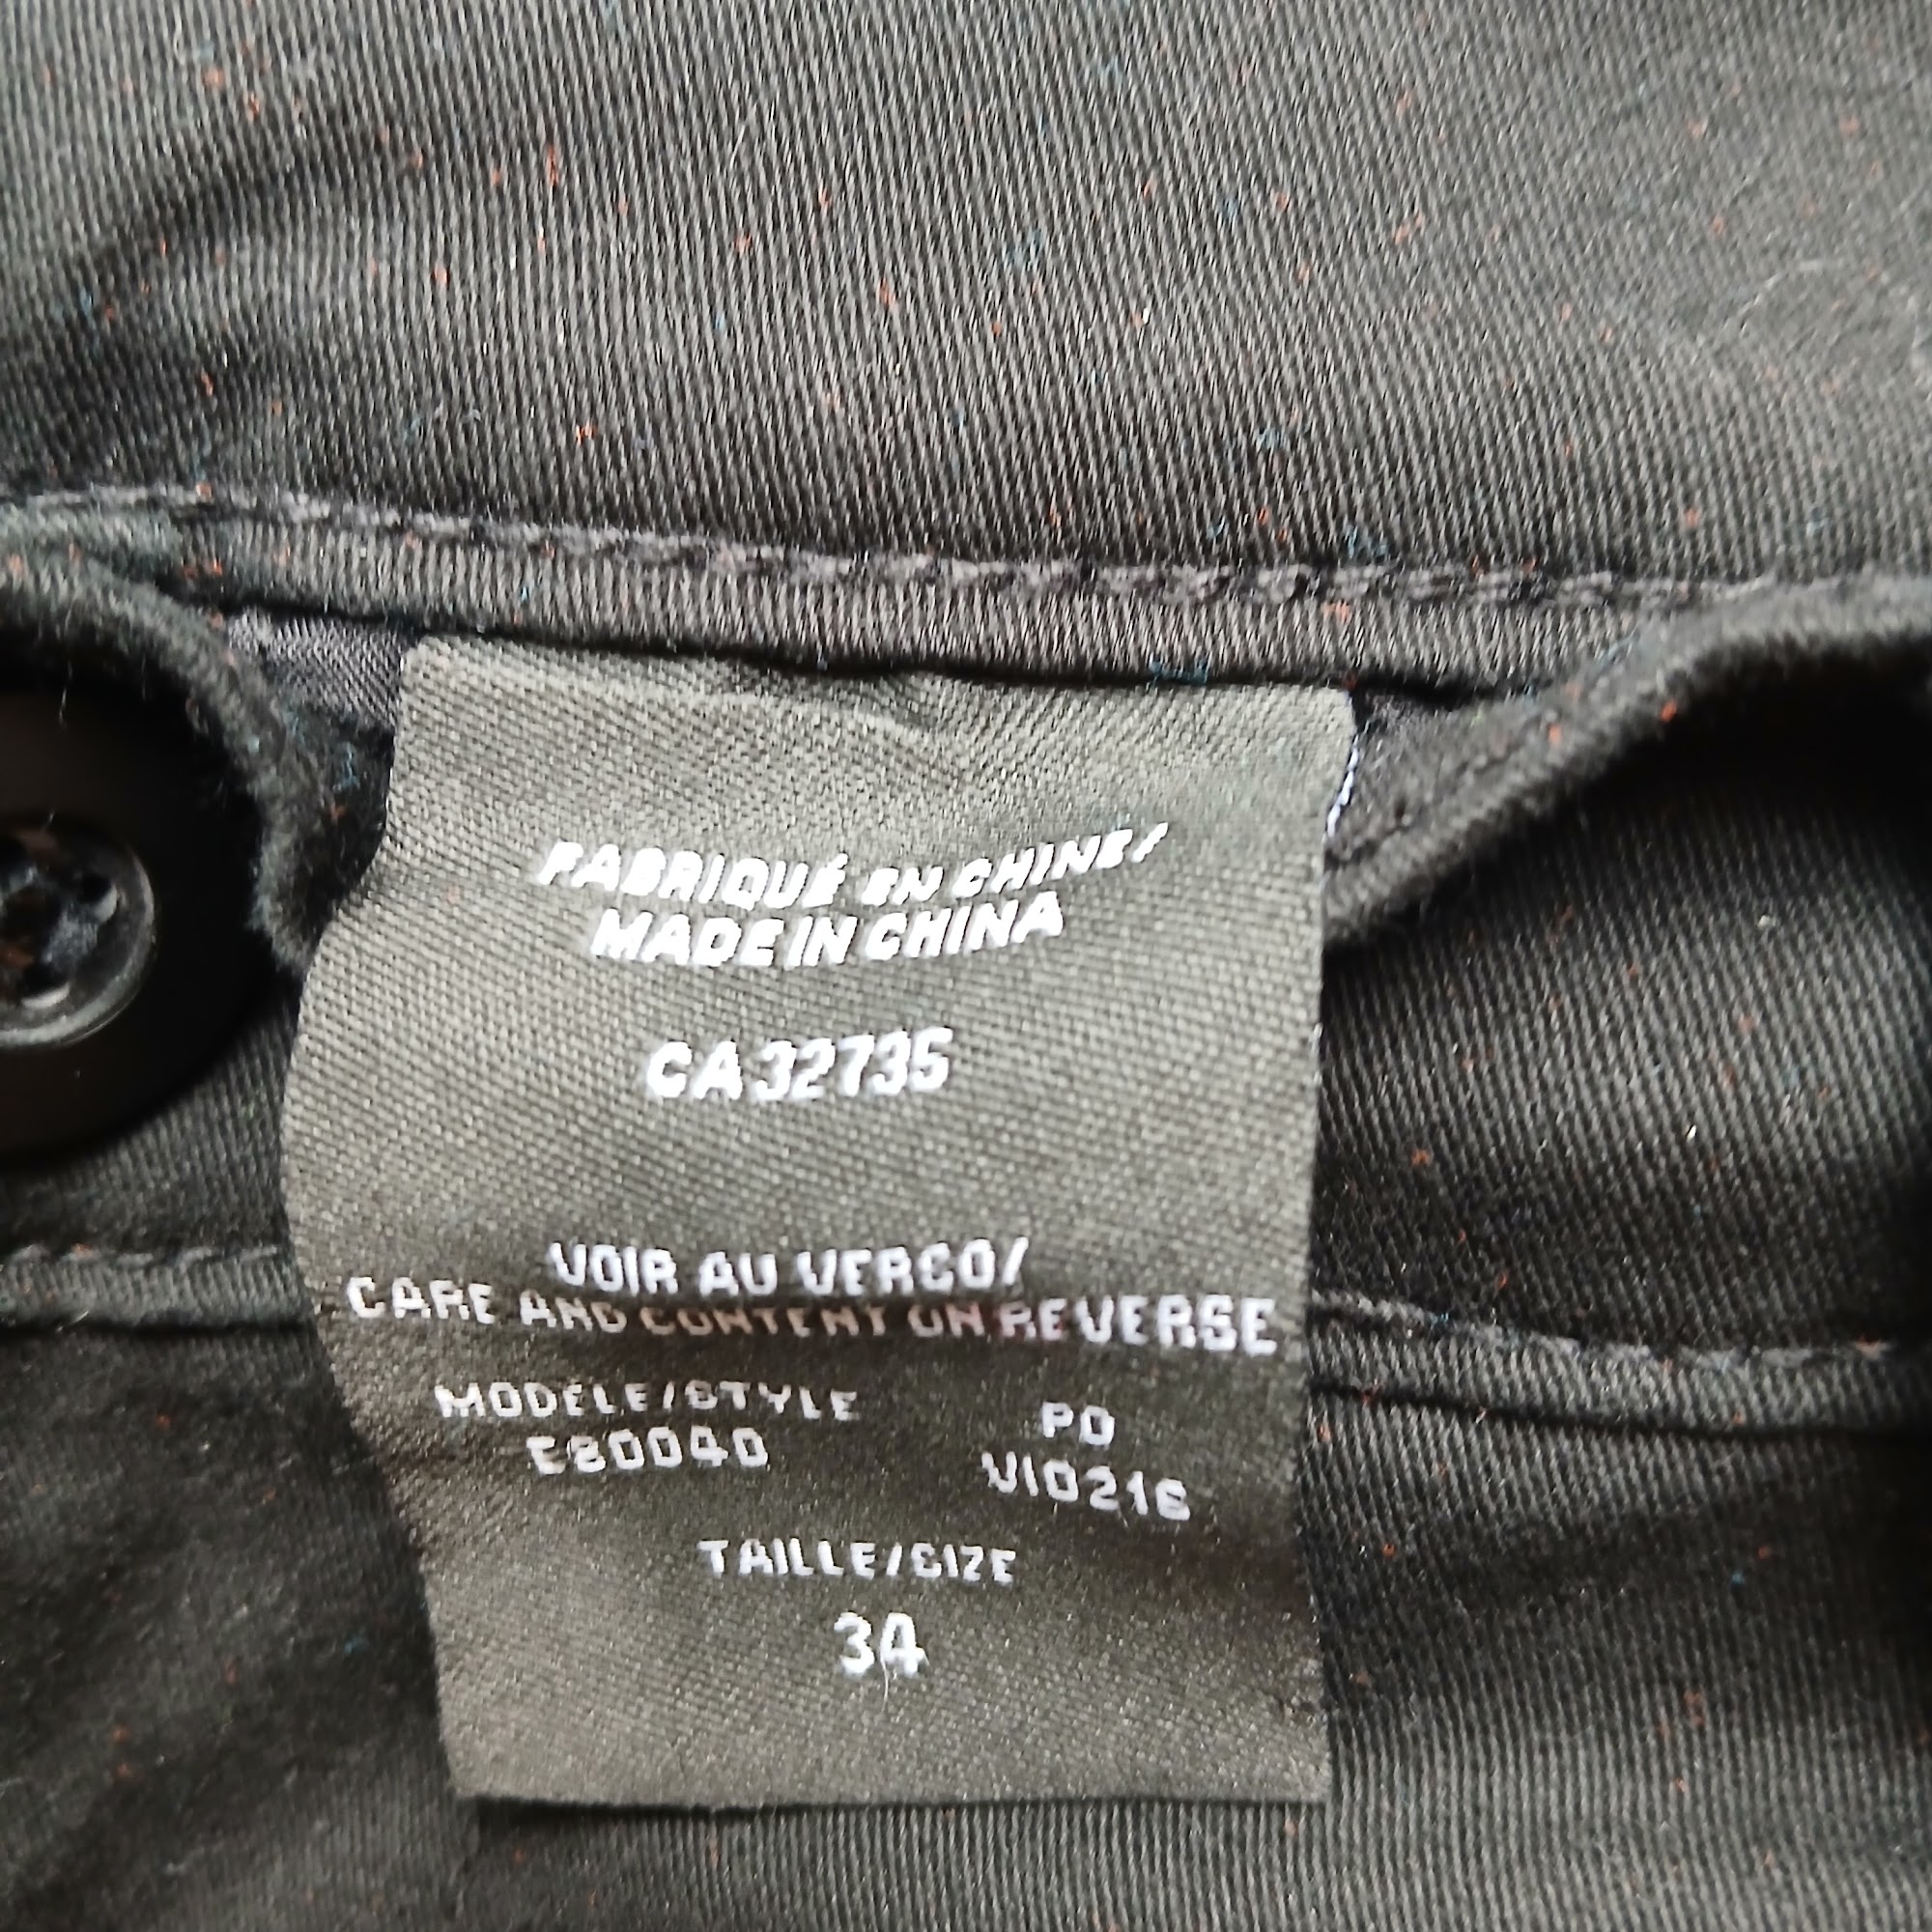 FABRIQUÉ EN CHINE/
MADE IN CHINA
CA32735
VOIR AU VERSO/
CARE AND CONTENT ON REVERSE
MODELE/STYLE
E80040
PO
VI0216
TAILLE/SIZE
34